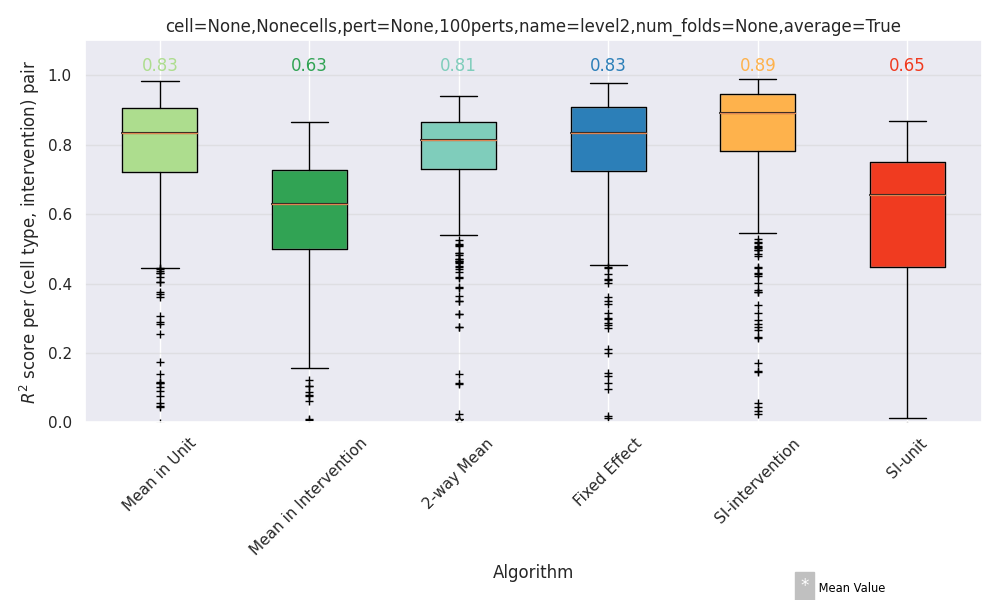 cell=None,Nonecells,pert=None,100perts,name=level2,num_folds=None,average=True
0.83 0.63 0.81 0.83 0.89 0.65
R² score per (cell type, intervention) pair
1.0
0.8
0.6
0.4
0.2
0.0
Mean in Unit
Mean in Intervention
2-way Mean
Fixed Effect
SI-intervention
SI-unit
Algorithm
* Mean Value